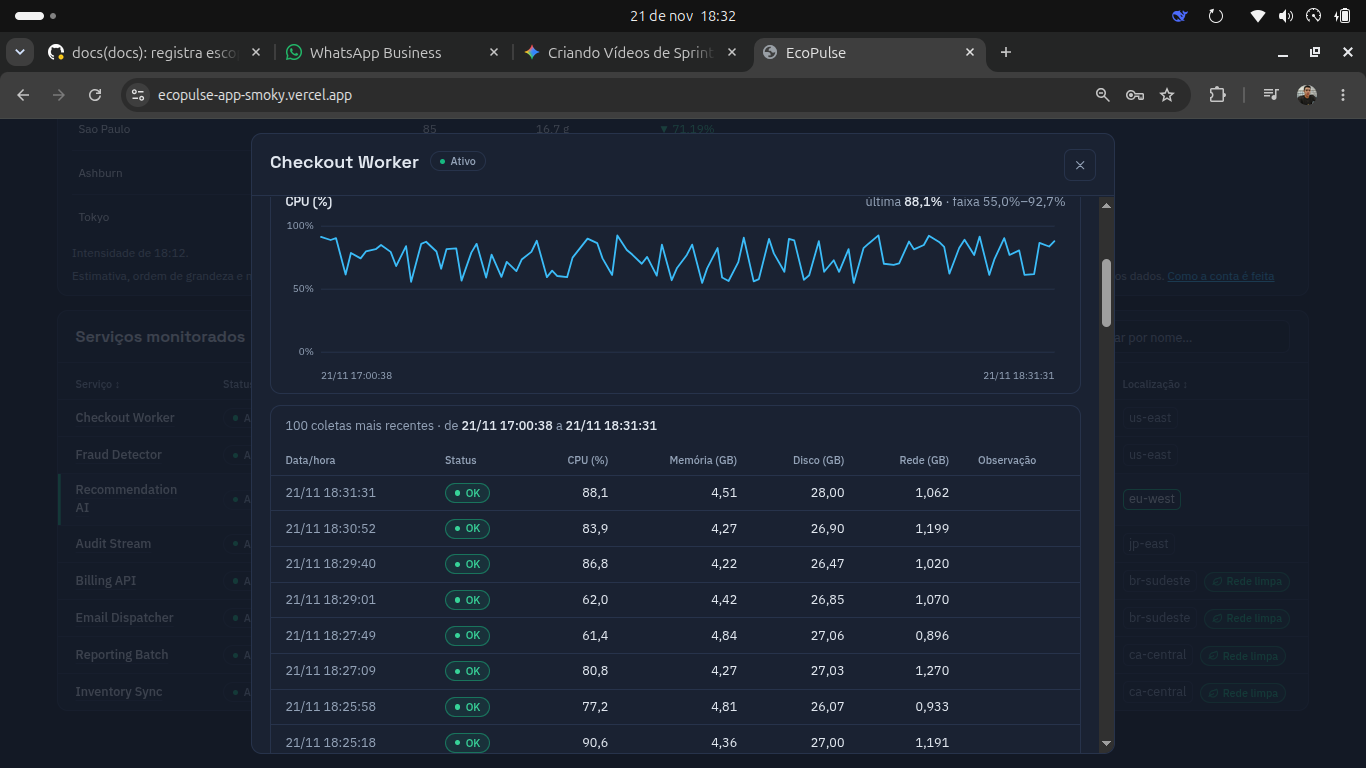 21 de nov 18:32
docs(docs): registra esco
WhatsApp Business
Criando Vídeos de Sprint
EcoPulse
ecopulse-app-smoky.vercel.app
Sao Paulo 85 16,7 g ▼ 71,19%
Ashburn
Tokyo
Intensidade de 18:12.
Estimativa, ordem de grandeza e n
os dados. Como a conta é feita
Serviços monitorados
ar por nome...
Serviço ↕ Status
Localização ↕
Checkout Worker us-east
Fraud Detector us-east
Recommendation
AI
eu-west
Audit Stream jp-east
Billing API br-sudeste Rede limpa
Email Dispatcher br-sudeste Rede limpa
Reporting Batch ca-central Rede limpa
Inventory Sync ca-central Rede limpa
Checkout Worker Ativo
CPU (%) última 88,1% · faixa 55,0%–92,7%
100%
50%
0%
21/11 17:00:38 21/11 18:31:31
100 coletas mais recentes · de 21/11 17:00:38 a 21/11 18:31:31
Data/hora Status CPU (%) Memória (GB) Disco (GB) Rede (GB) Observação
21/11 18:31:31 OK 88,1 4,51 28,00 1,062
21/11 18:30:52 OK 83,9 4,27 26,90 1,199
21/11 18:29:40 OK 86,8 4,22 26,47 1,020
21/11 18:29:01 OK 62,0 4,42 26,85 1,070
21/11 18:27:49 OK 61,4 4,84 27,06 0,896
21/11 18:27:09 OK 80,8 4,27 27,03 1,270
21/11 18:25:58 OK 77,2 4,81 26,07 0,933
21/11 18:25:18 OK 90,6 4,36 27,00 1,191